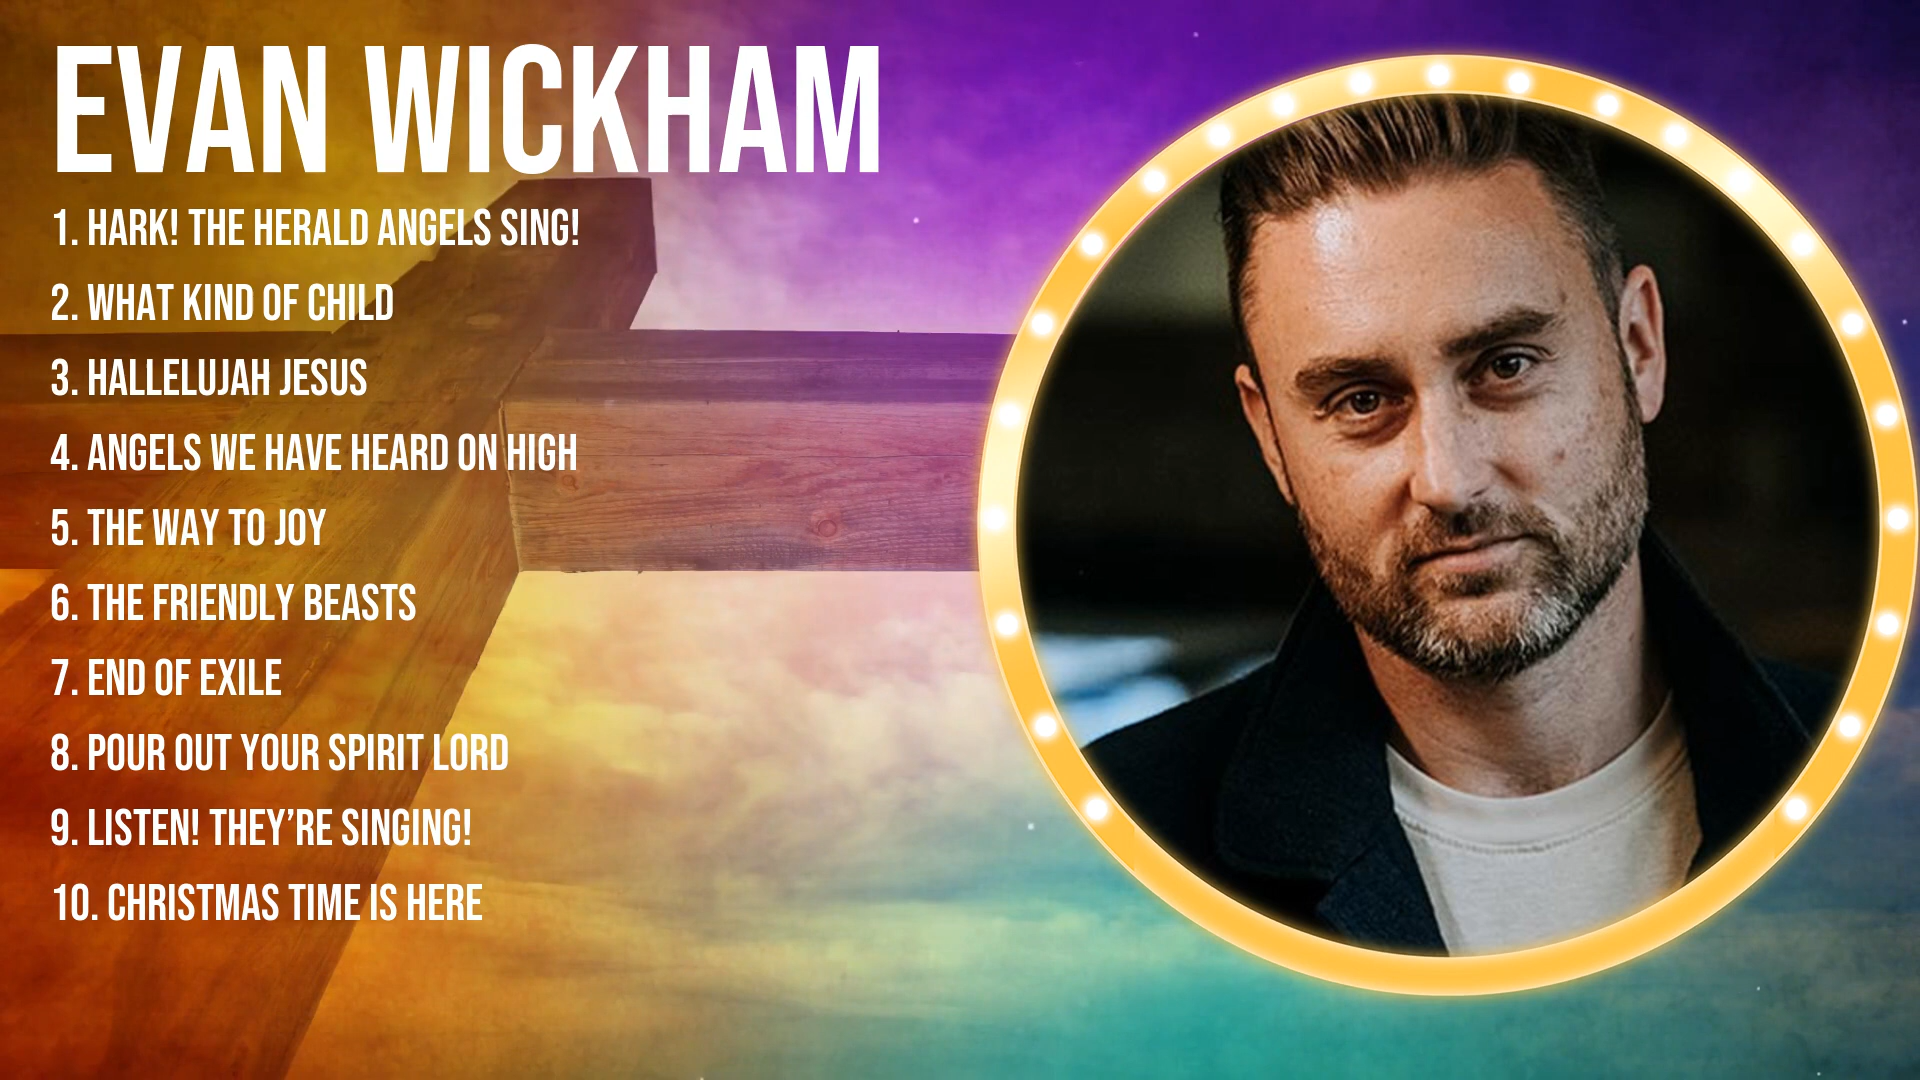 EVAN WICKHAM
1. HARK! THE HERALD ANGELS SING!
2. WHAT KIND OF CHILD
3. HALLELUJAH JESUS
4. ANGELS WE HAVE HEARD ON HIGH
5. THE WAY TO JOY
6. THE FRIENDLY BEASTS
7. END OF EXILE
8. POUR OUT YOUR SPIRIT LORD
9. LISTEN! THEY’RE SINGING!
10. CHRISTMAS TIME IS HERE